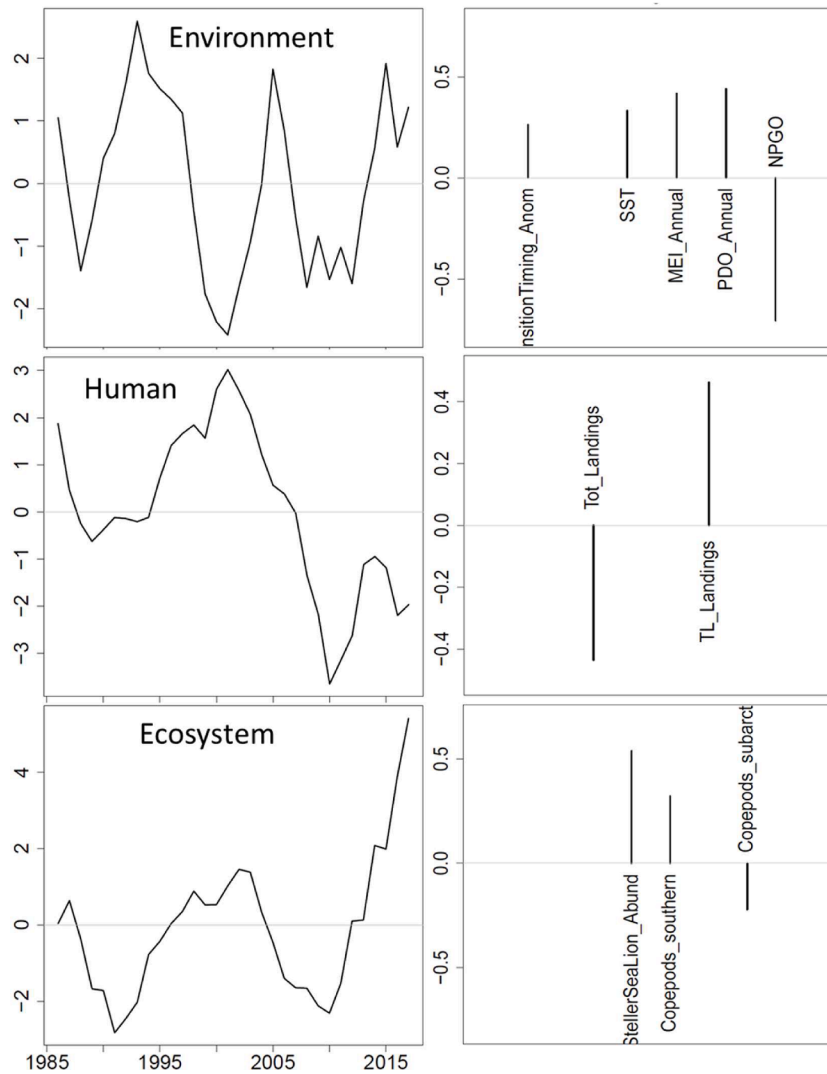 Environment
2
1
0
−1
−2
0.5
0.0
−0.5
nsitionTiming_Anom
SST
MEI_Annual
PDO_Annual
NPGO
Human
3
2
1
0
−1
−2
−3
0.4
0.2
0.0
−0.2
−0.4
Tot_Landings
TL_Landings
Ecosystem
4
2
0
−2
1985
1995
2005
2015
0.5
0.0
−0.5
StellerSeaLion_Abund
Copepods_southern
Copepods_subarct